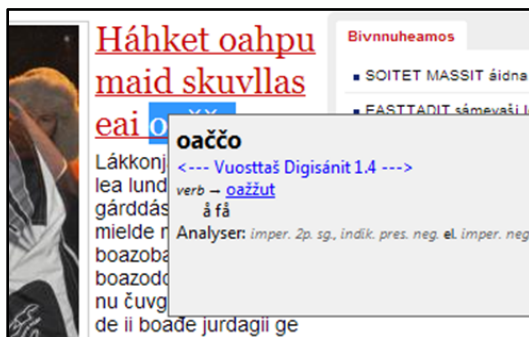 Háhket oahpu
maid skuvllas
eai
Lákkonj
lea lund
gárddás
mielde
boazoba
boazodo
nu čuvg
de ii boađe jurdagii ge
Bivnnuheamos
SOITET MASSIT áidna
EASTTADIT sámevaši
oaččo
<--- Vuosttaš Digisánit 1.4 --->
verb → oažžut
å få
Analyser: imper. 2p. sg., indik. pres. neg. el. imper. neg